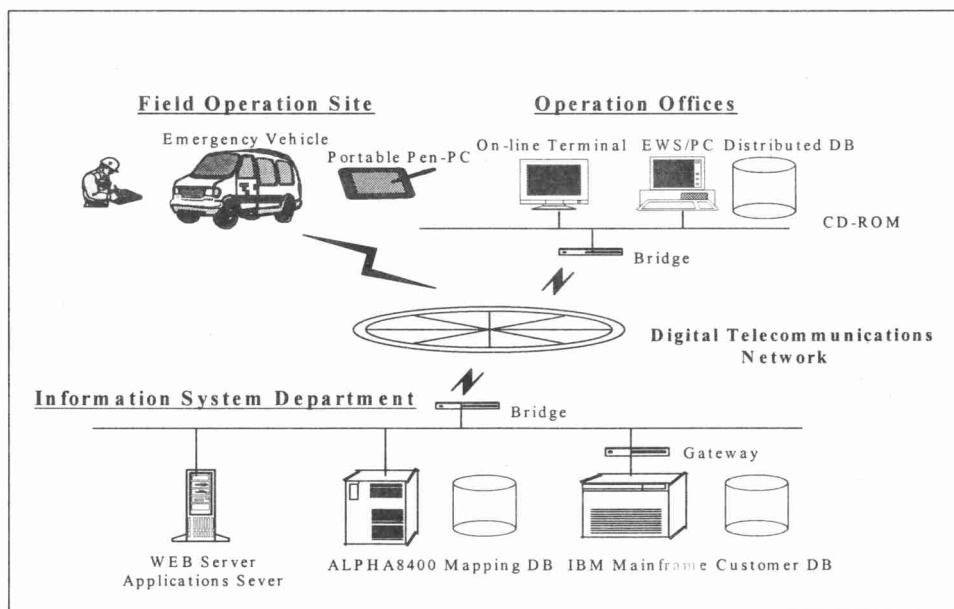 Field Operation Site
Operation Offices
Emergency Vehicle
Portable Pen-PC
On-line Terminal
EWS/PC
Distributed DB
CD-ROM
Bridge
Digital Telecommunications
Network
Information System Department
Bridge
Gateway
WEB Server
Applications Sever
ALPHA8400
Mapping DB
IBM Mainframe
Customer DB